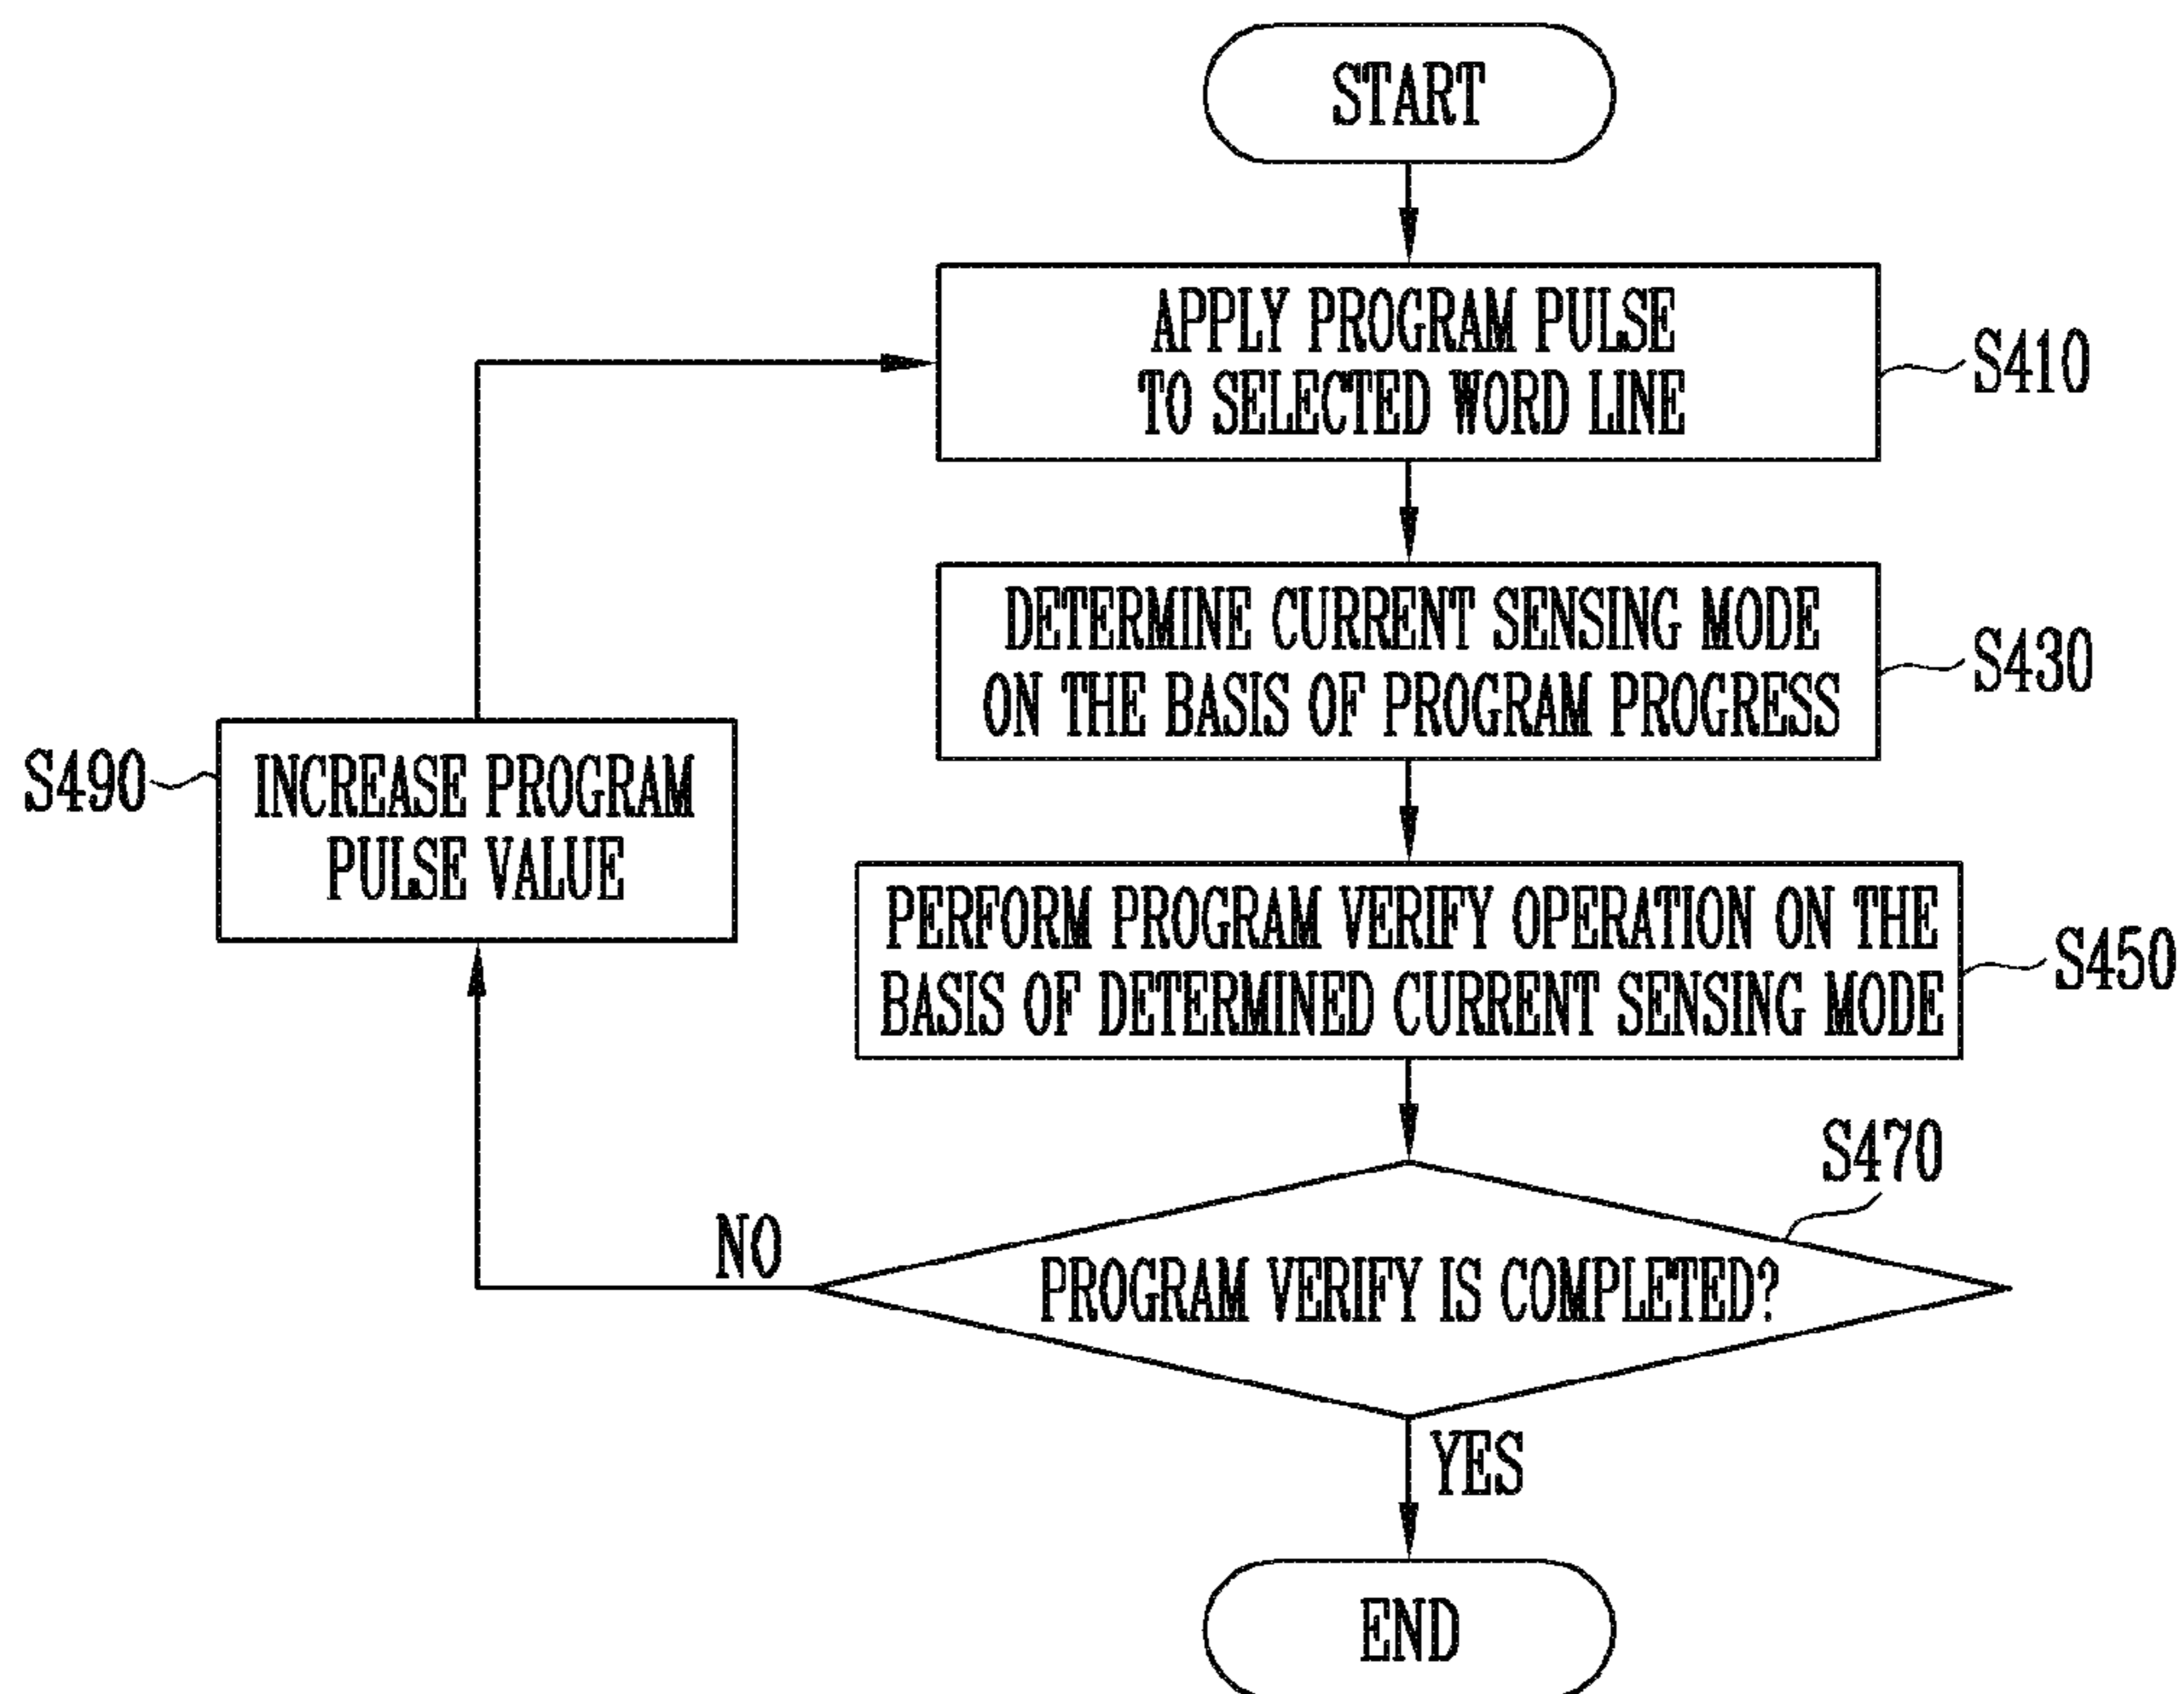 START
APPLY PROGRAM PULSE
TO SELECTED WORD LINE
S410
DETERMINE CURRENT SENSING MODE
ON THE BASIS OF PROGRAM PROGRESS
S430
S490
INCREASE PROGRAM
PULSE VALUE
PERFORM PROGRAM VERIFY OPERATION ON THE
BASIS OF DETERMINED CURRENT SENSING MODE
S450
S470
NO
PROGRAM VERIFY IS COMPLETED?
YES
END